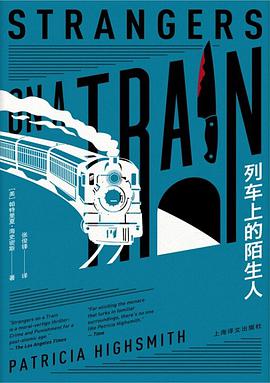 STRANGERS
ON A
TRAIN
列车上的陌生人
[美] 帕特里夏·海史密斯 著
张俊锋 译
"Strangers on a Train
is a moral-vertigo thriller:
Crime and Punishment for a
post-atomic age."
— The Los Angeles Times
"For eliciting the menace
that lurks in familiar
surroundings, there's no one
like Patricia Highsmith."
— Time
PATRICIA HIGHSMITH
上海译文出版社